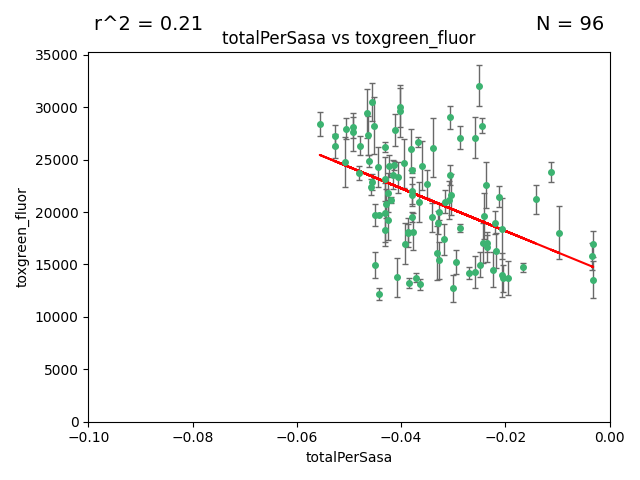 r^2 = 0.21
N = 96
totalPerSasa vs toxgreen_fluor
35000
30000
25000
20000
15000
10000
5000
0
toxgreen_fluor
−0.10
−0.08
−0.06
−0.04
−0.02
0.00
totalPerSasa